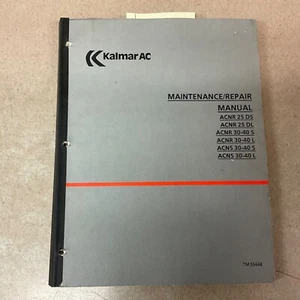 Kalmar AC
MAINTENANCE/REPAIR
MANUAL
ACNR 25 DS
ACNR 25 DL
ACNR 30-40 S
ACNR 30-40 L
ACNS 30-40 S
ACNS 30-40 L